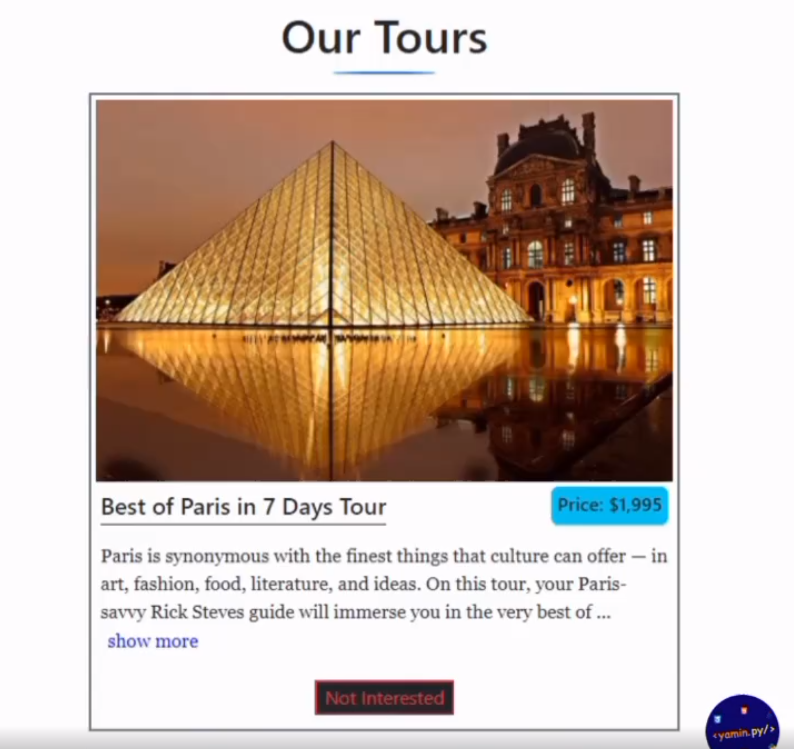 Our Tours
Best of Paris in 7 Days Tour
Price: $1,995
Paris is synonymous with the finest things that culture can offer — in
art, fashion, food, literature, and ideas. On this tour, your Paris-
savvy Rick Steves guide will immerse you in the very best of ...
show more
Not Interested
<yamin.py/>